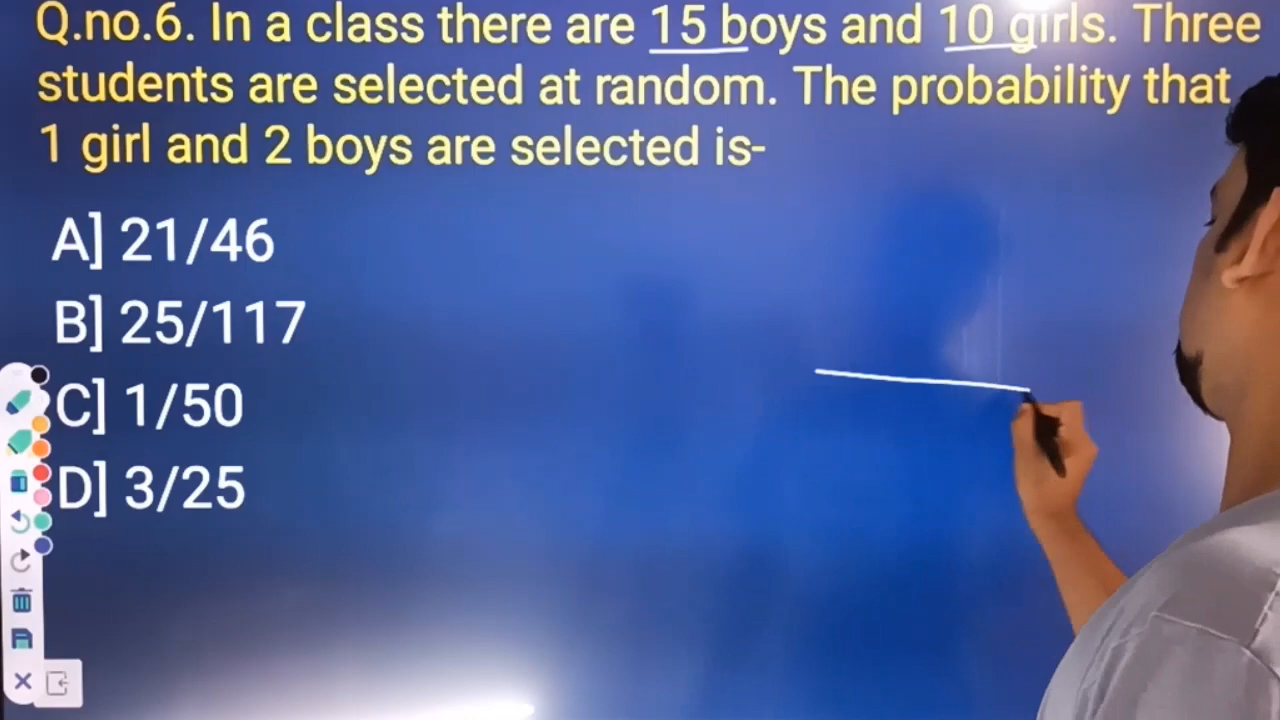 Q.no.6. In a class there are 15 boys and 10 girls. Three
students are selected at random. The probability that
1 girl and 2 boys are selected is-
A] 21/46
B] 25/117
C] 1/50
D] 3/25